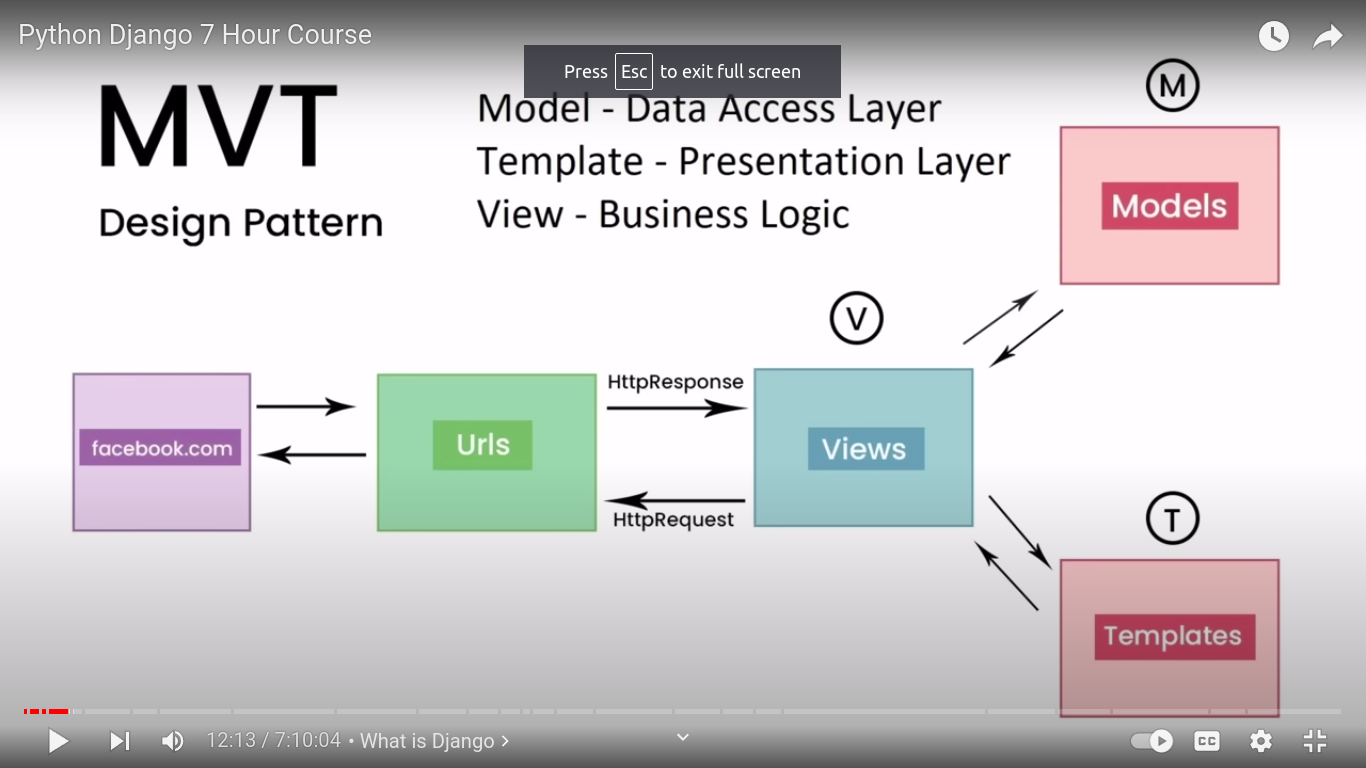 Python Django 7 Hour Course
Press Esc to exit full screen
MVT
Design Pattern
Model - Data Access Layer
Template - Presentation Layer
View - Business Logic
M
Models
V
facebook.com
Urls
HttpResponse
HttpRequest
Views
T
Templates
12:13 / 7:10:04 • What is Django
CC